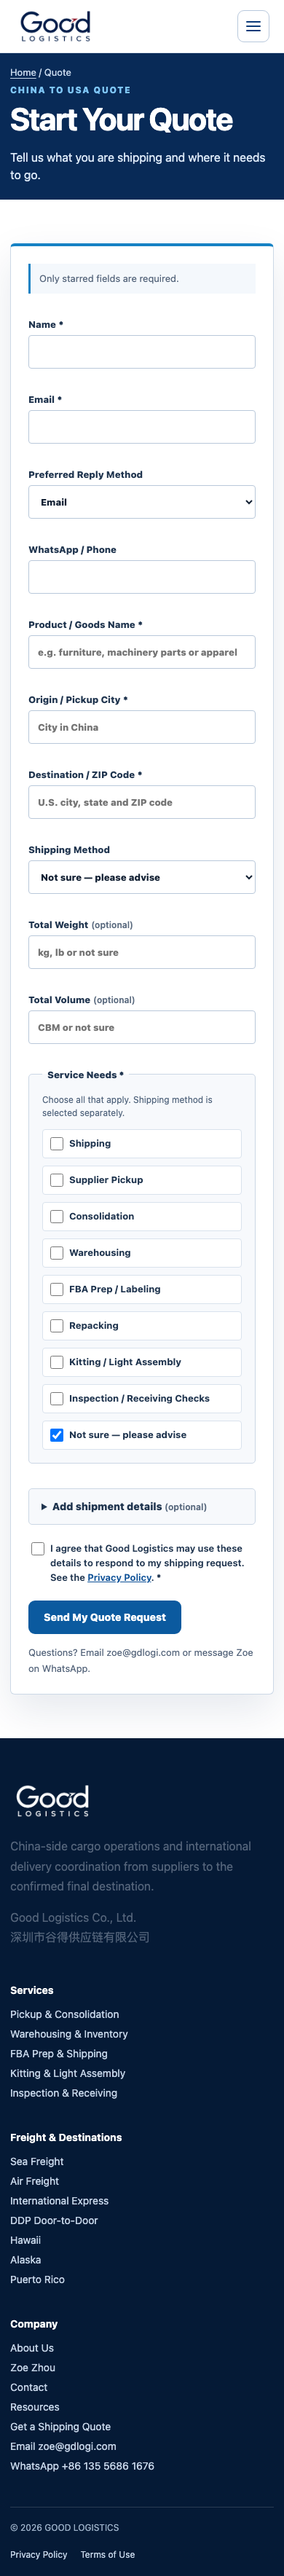 Good
LOGISTICS
Home / Quote
CHINA TO USA QUOTE
Start Your Quote
Tell us what you are shipping and where it needs
to go.
Only starred fields are required.
Name *
Email *
Preferred Reply Method
Email
WhatsApp / Phone
Product / Goods Name *
e.g. furniture, machinery parts or apparel
Origin / Pickup City *
City in China
Destination / ZIP Code *
U.S. city, state and ZIP code
Shipping Method
Not sure — please advise
Total Weight (optional)
kg, lb or not sure
Total Volume (optional)
CBM or not sure
Service Needs *
Choose all that apply. Shipping method is
selected separately.
Shipping
Supplier Pickup
Consolidation
Warehousing
FBA Prep / Labeling
Repacking
Kitting / Light Assembly
Inspection / Receiving Checks
Not sure — please advise
Add shipment details (optional)
I agree that Good Logistics may use these
details to respond to my shipping request.
See the Privacy Policy. *
Send My Quote Request
Questions? Email zoe@gdlogi.com or message Zoe
on WhatsApp.
Good
LOGISTICS
China-side cargo operations and international
delivery coordination from suppliers to the
confirmed final destination.
Good Logistics Co., Ltd.
深圳市谷得供应链有限公司
Services
Pickup & Consolidation
Warehousing & Inventory
FBA Prep & Shipping
Kitting & Light Assembly
Inspection & Receiving
Freight & Destinations
Sea Freight
Air Freight
International Express
DDP Door-to-Door
Hawaii
Alaska
Puerto Rico
Company
About Us
Zoe Zhou
Contact
Resources
Get a Shipping Quote
Email zoe@gdlogi.com
WhatsApp +86 135 5686 1676
© 2026 GOOD LOGISTICS
Privacy Policy Terms of Use